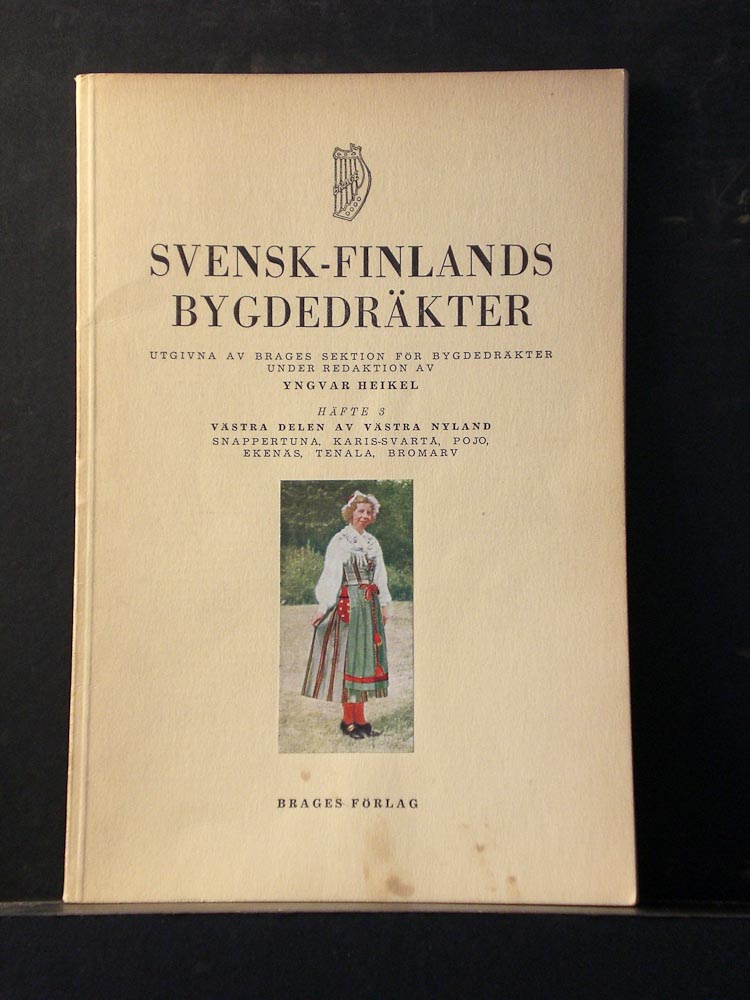 SVENSK-FINLANDS
BYGDEDRÄKTER
UTGIVNA AV BRAGES SEKTION FÖR BYGDEDRÄKTER
UNDER REDAKTION AV
YNGVAR HEIKEL
HÄFTE 3
VÄSTRA DELEN AV VÄSTRA NYLAND
SNAPPERTUNA, KARIS-SVARTÅ, POJO,
EKENÄS, TENALA, BROMARV
BRAGES FÖRLAG